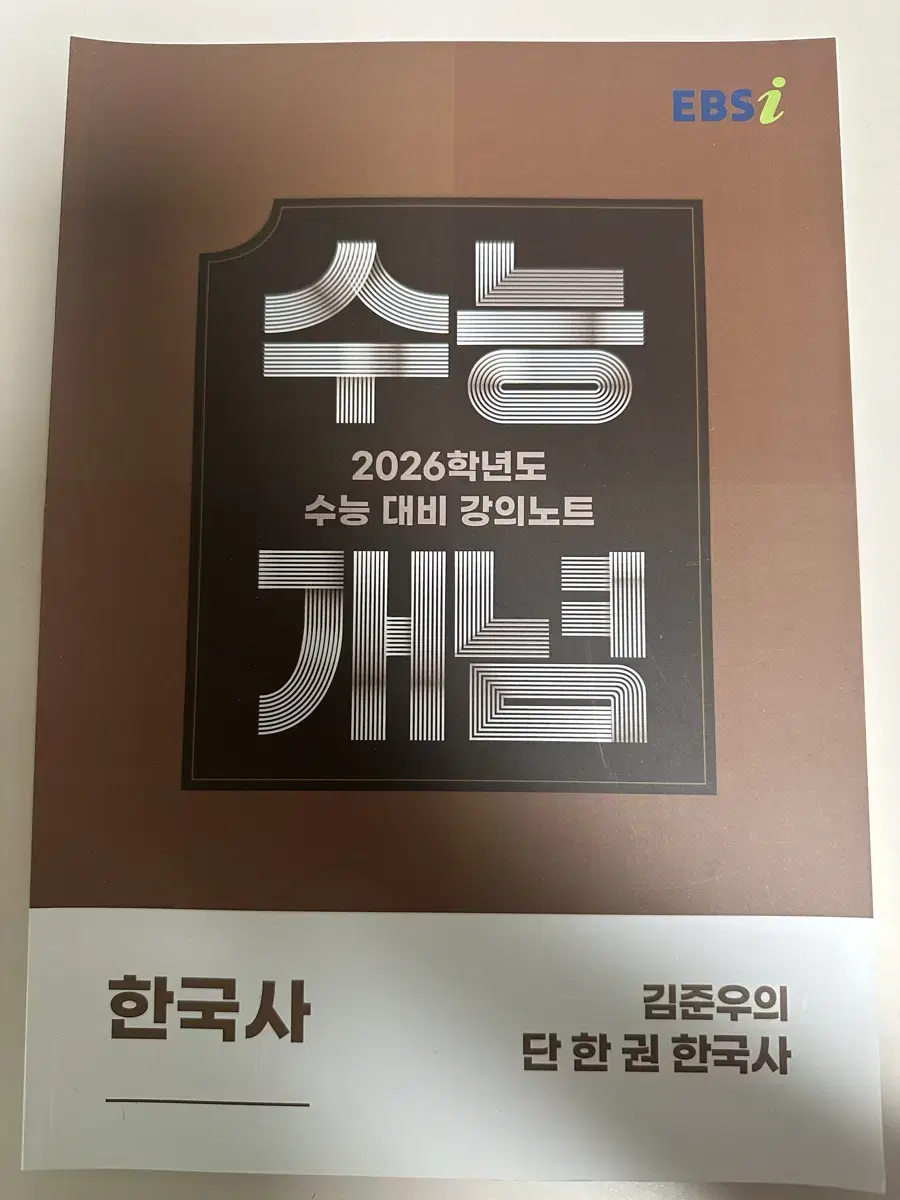 EBSi
수능
2026학년도
수능 대비 강의노트
개념
한국사
김준우의
단 한 권 한국사